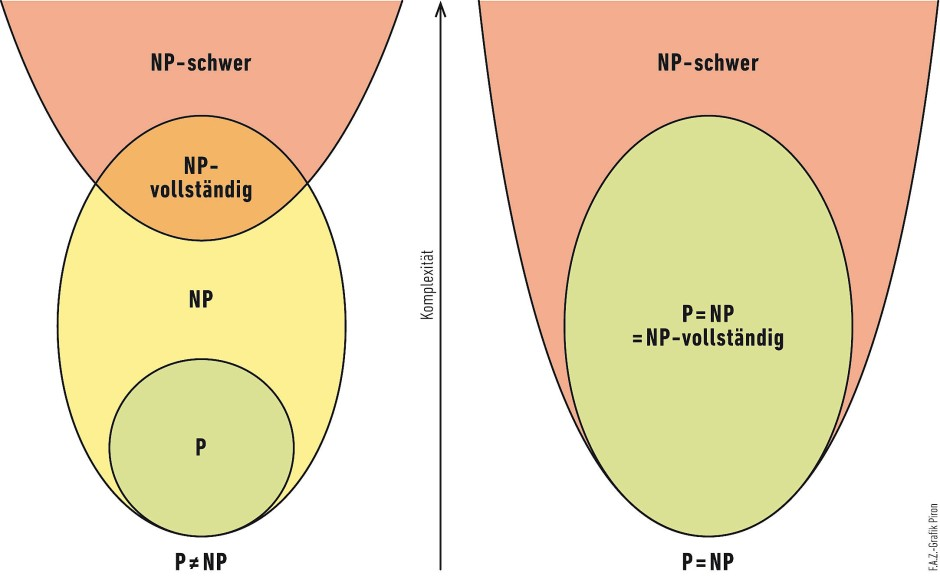 NP-schwer
NP-
vollständig
NP
P
P≠NP
Komplexität
NP-schwer
P=NP
=NP-vollständig
P=NP
F.A.Z.-Grafik Piron